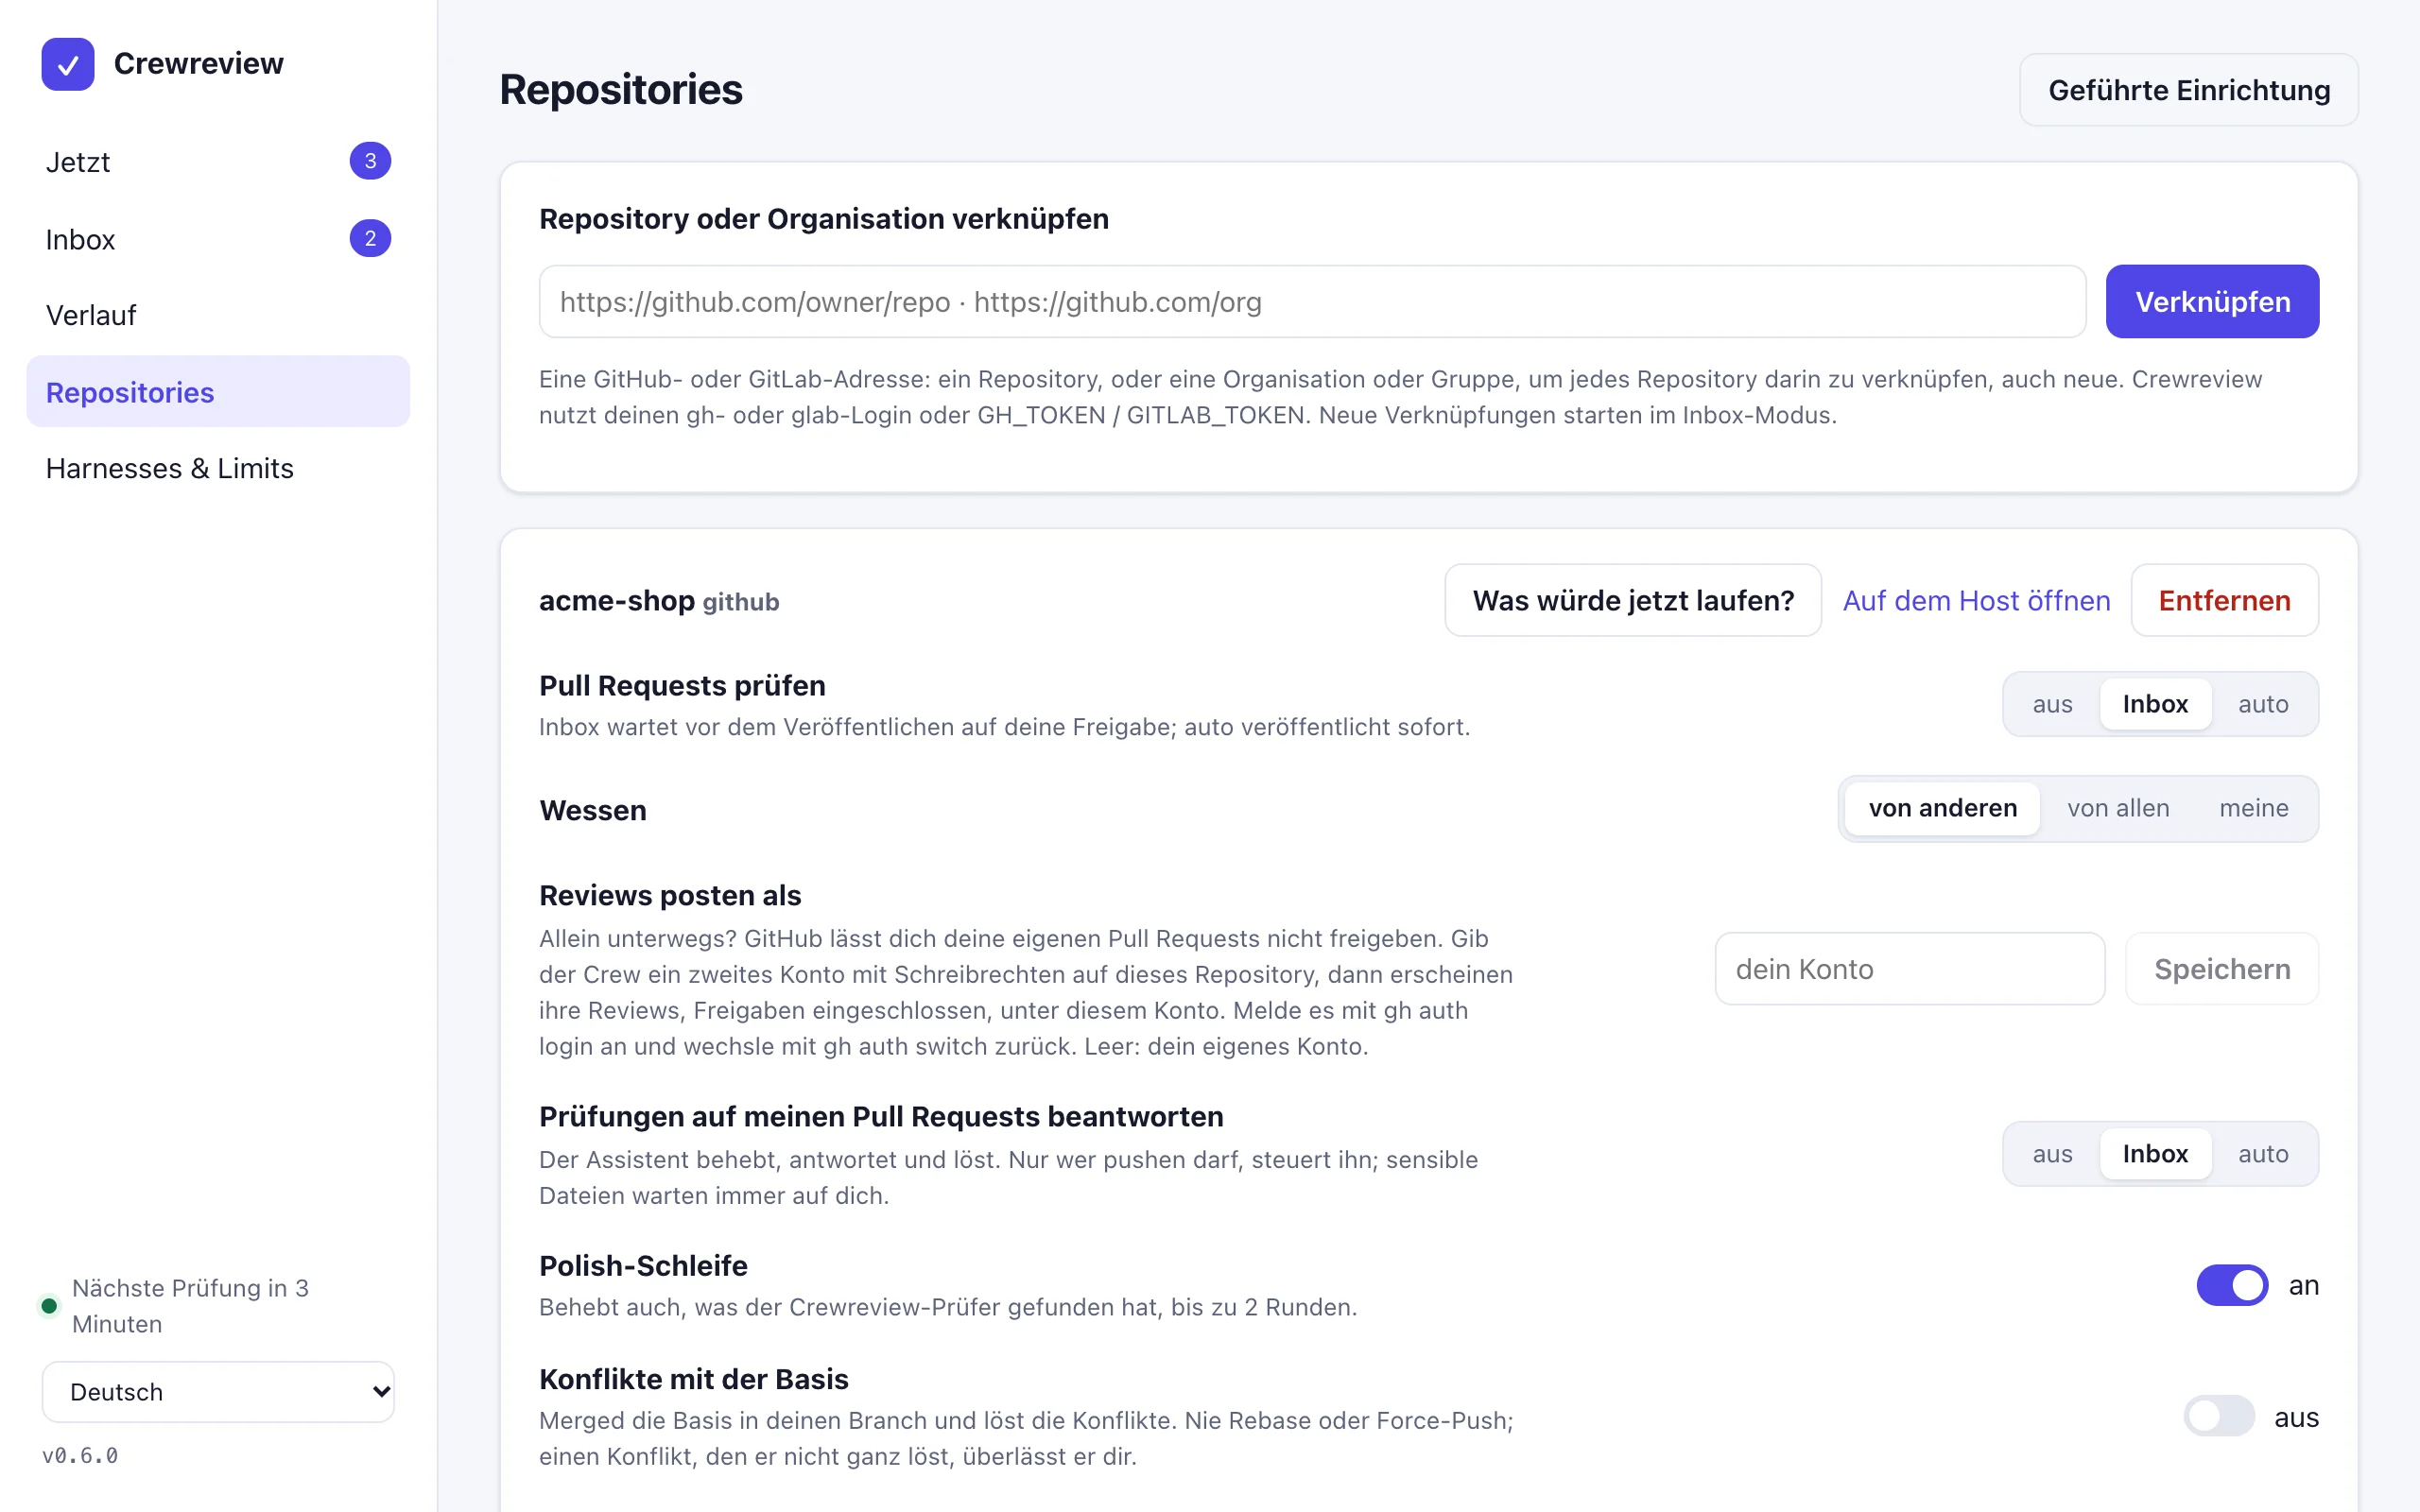 Crewreview
Jetzt
3
Inbox
2
Verlauf
Repositories
Harnesses & Limits
Nächste Prüfung in 3
Minuten
Deutsch
v0.6.0
Repositories
Geführte Einrichtung
Repository oder Organisation verknüpfen
https://github.com/owner/repo · https://github.com/org
Verknüpfen
Eine GitHub- oder GitLab-Adresse: ein Repository, oder eine Organisation oder Gruppe, um jedes Repository darin zu verknüpfen, auch neue. Crewreview
nutzt deinen gh- oder glab-Login oder GH_TOKEN / GITLAB_TOKEN. Neue Verknüpfungen starten im Inbox-Modus.
acme-shop github
Was würde jetzt laufen?
Auf dem Host öffnen
Entfernen
Pull Requests prüfen
Inbox wartet vor dem Veröffentlichen auf deine Freigabe; auto veröffentlicht sofort.
aus Inbox auto
Wessen
von anderen von allen meine
Reviews posten als
Allein unterwegs? GitHub lässt dich deine eigenen Pull Requests nicht freigeben. Gib
der Crew ein zweites Konto mit Schreibrechten auf dieses Repository, dann erscheinen
ihre Reviews, Freigaben eingeschlossen, unter diesem Konto. Melde es mit gh auth
login an und wechsle mit gh auth switch zurück. Leer: dein eigenes Konto.
dein Konto
Speichern
Prüfungen auf meinen Pull Requests beantworten
Der Assistent behebt, antwortet und löst. Nur wer pushen darf, steuert ihn; sensible
Dateien warten immer auf dich.
aus Inbox auto
Polish-Schleife
Behebt auch, was der Crewreview-Prüfer gefunden hat, bis zu 2 Runden.
an
Konflikte mit der Basis
Merged die Basis in deinen Branch und löst die Konflikte. Nie Rebase oder Force-Push;
einen Konflikt, den er nicht ganz löst, überlässt er dir.
aus